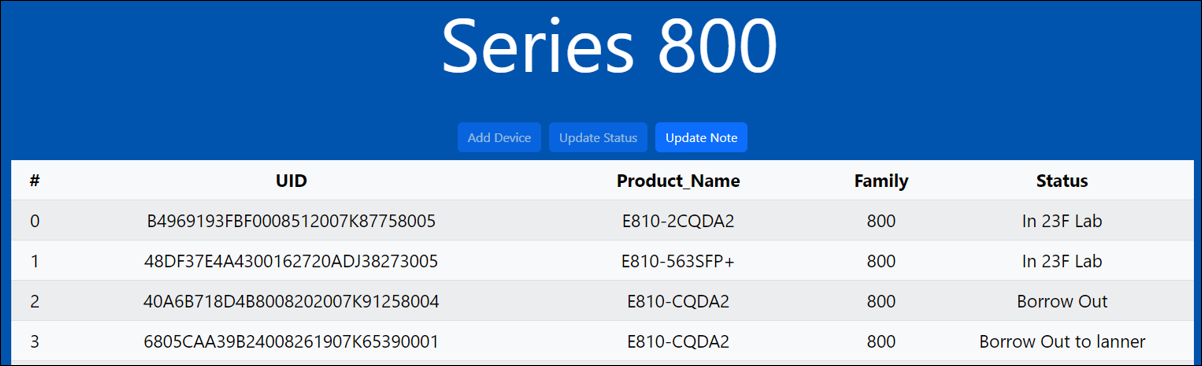 Series 800
Add Device Update Status Update Note
# UID Product_Name Family Status
0 B4969193FBF0008512007K87758005 E810-2CQDA2 800 In 23F Lab
1 48DF37E4A4300162720ADJ38273005 E810-563SFP+ 800 In 23F Lab
2 40A6B718D4B8008202007K91258004 E810-CQDA2 800 Borrow Out
3 6805CAA39B24008261907K65390001 E810-CQDA2 800 Borrow Out to lanner